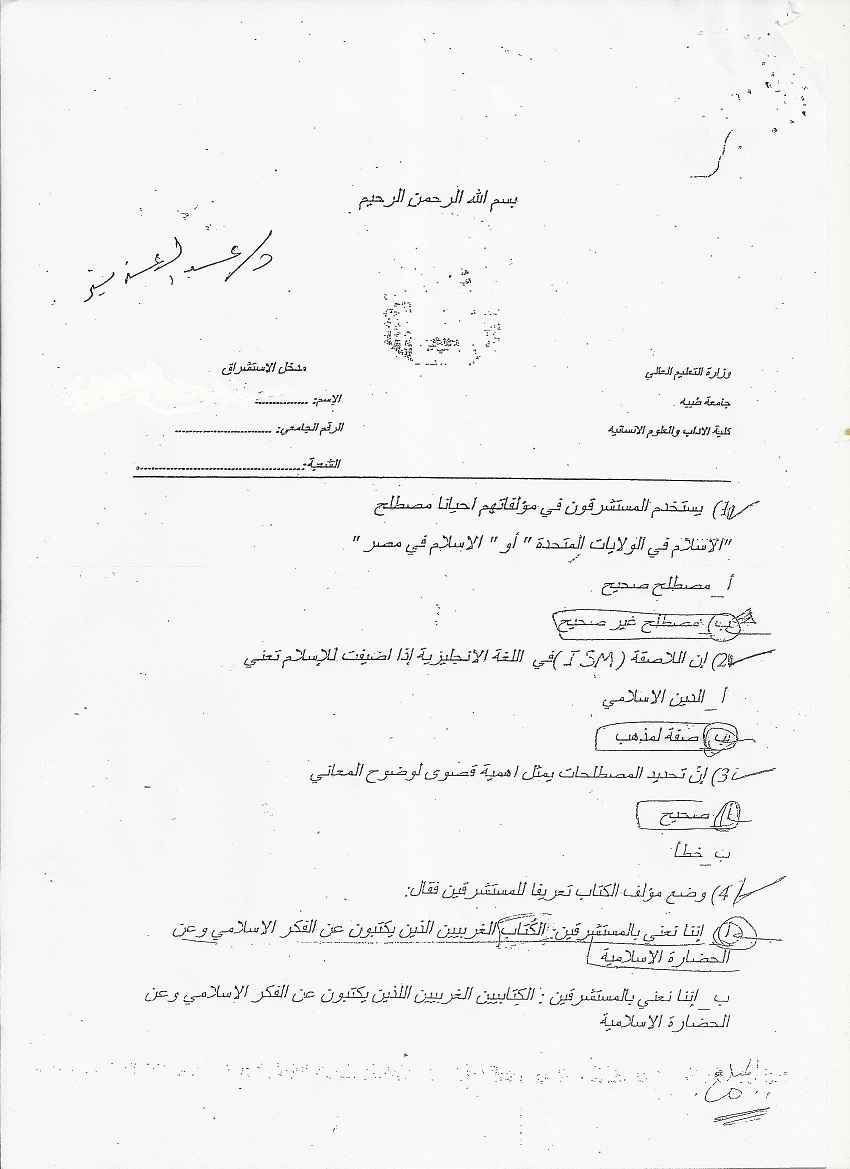 بسم الله الرحمن الرحيم
د/عبدالعزيز
وزارة التعليم العالي
مدخل الاستشراق
جامعة طيبه
الإسم: ..............
كلية الاداب والعلوم الانسانيه
الرقم الجامعي: ..........................
الشعبة: ............................................
1) يستخدم المستشرقون في مؤلفاتهم احيانا مصطلح
"الاسلام في الولايات المتحدة " أو " الاسلام في مصر "
أ_ مصطلح صحيح
ب_ مصطلح غير صحيح
2) إن اللاصقة ( ISM )في اللغة الانجليزية إذا اضيفت للإسلام تعني
أ_ الدين الاسلامي
ب_ صفة لمذهب
3) إنّ تحديد المصطلحات يمثل اهمية قصوى لوضوح المعاني
أ_ صحيح
ب_ خطأ
4) وضع مؤلف الكتاب تعريفا للمستشرقين فقال:
أ_ إننا نعني بالمستشرقين: الكُتاب الغربيين الذين يكتبون عن الفكر الاسلامي وعن
الحضارة الاسلامية
ب_ إننا نعني بالمستشرقين : الكتابيين الغربيين اللذين يكتبون عن الفكر الاسلامي وعن
الحضارة الاسلامية